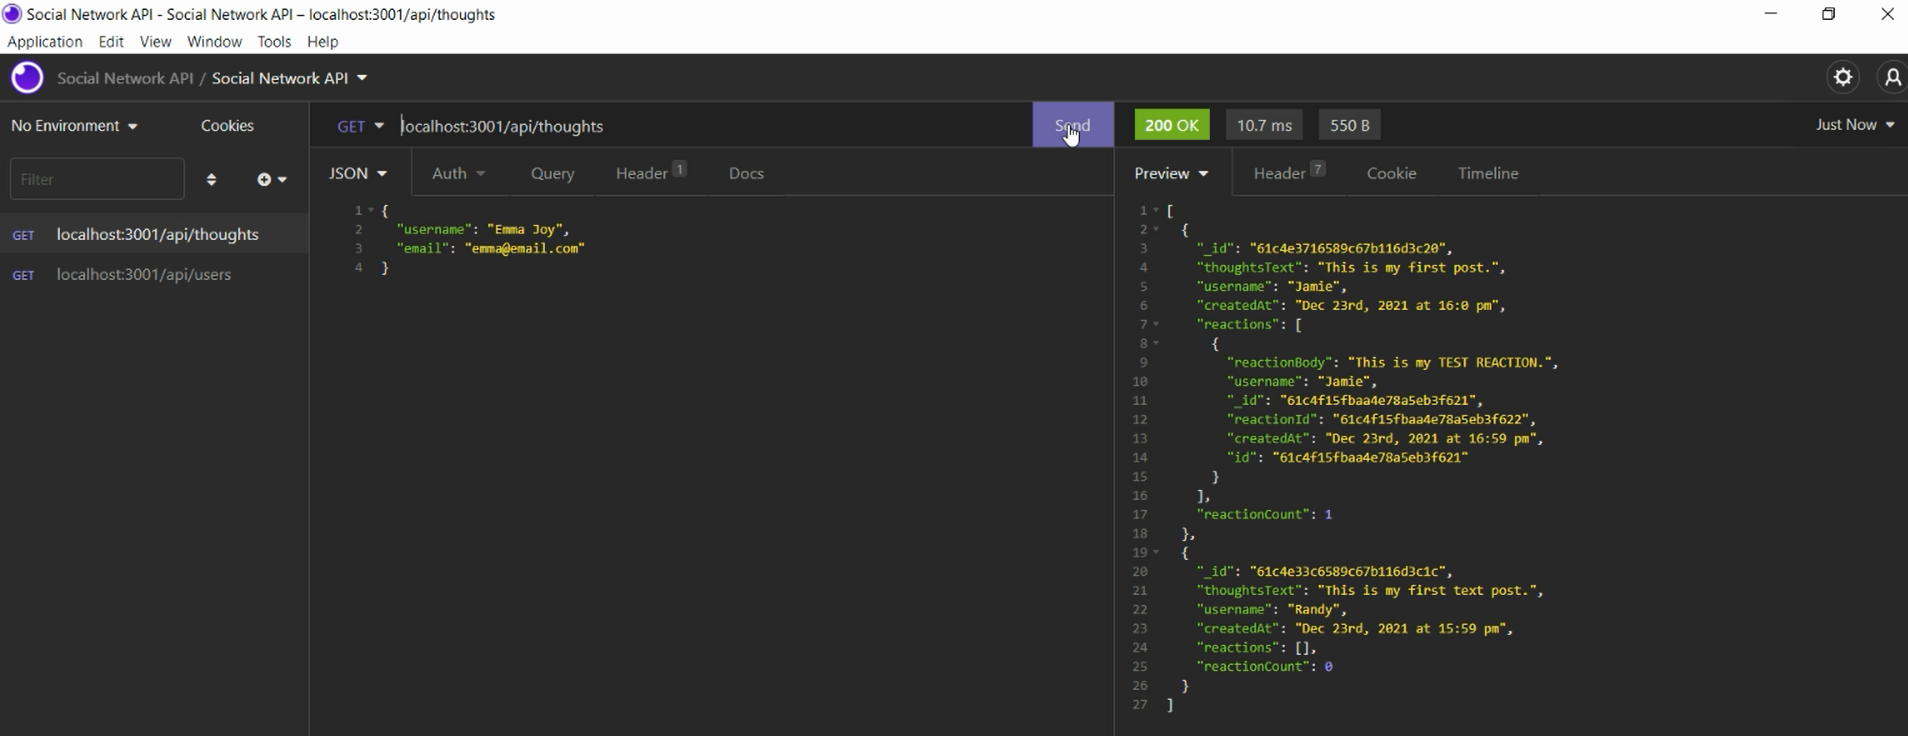 Social Network API - Social Network API – localhost:3001/api/thoughts
Application Edit View Window Tools Help
Social Network API / Social Network API
No Environment Cookies
GET localhost:3001/api/thoughts
Send
200 OK 10.7 ms 550 B
Just Now
Filter
GET localhost:3001/api/thoughts
GET localhost:3001/api/users
JSON Auth Query Header 1 Docs
1 {
2 "username": "Emma Joy",
3 "email": "emma@email.com"
4 }
Preview Header 7 Cookie Timeline
1 [
2 {
3 "_id": "61c4e3716589c67b116d3c20",
4 "thoughtsText": "This is my first post.",
5 "username": "Jamie",
6 "createdAt": "Dec 23rd, 2021 at 16:0 pm",
7 "reactions": [
8 {
9 "reactionBody": "This is my TEST REACTION.",
10 "username": "Jamie",
11 "_id": "61c4f15fbaa4e78a5eb3f621",
12 "reactionId": "61c4f15fbaa4e78a5eb3f622",
13 "createdAt": "Dec 23rd, 2021 at 16:59 pm",
14 "id": "61c4f15fbaa4e78a5eb3f621"
15 }
16 ],
17 "reactionCount": 1
18 },
19 {
20 "_id": "61c4e33c6589c67b116d3c1c",
21 "thoughtsText": "This is my first text post.",
22 "username": "Randy",
23 "createdAt": "Dec 23rd, 2021 at 15:59 pm",
24 "reactions": [],
25 "reactionCount": 0
26 }
27 ]